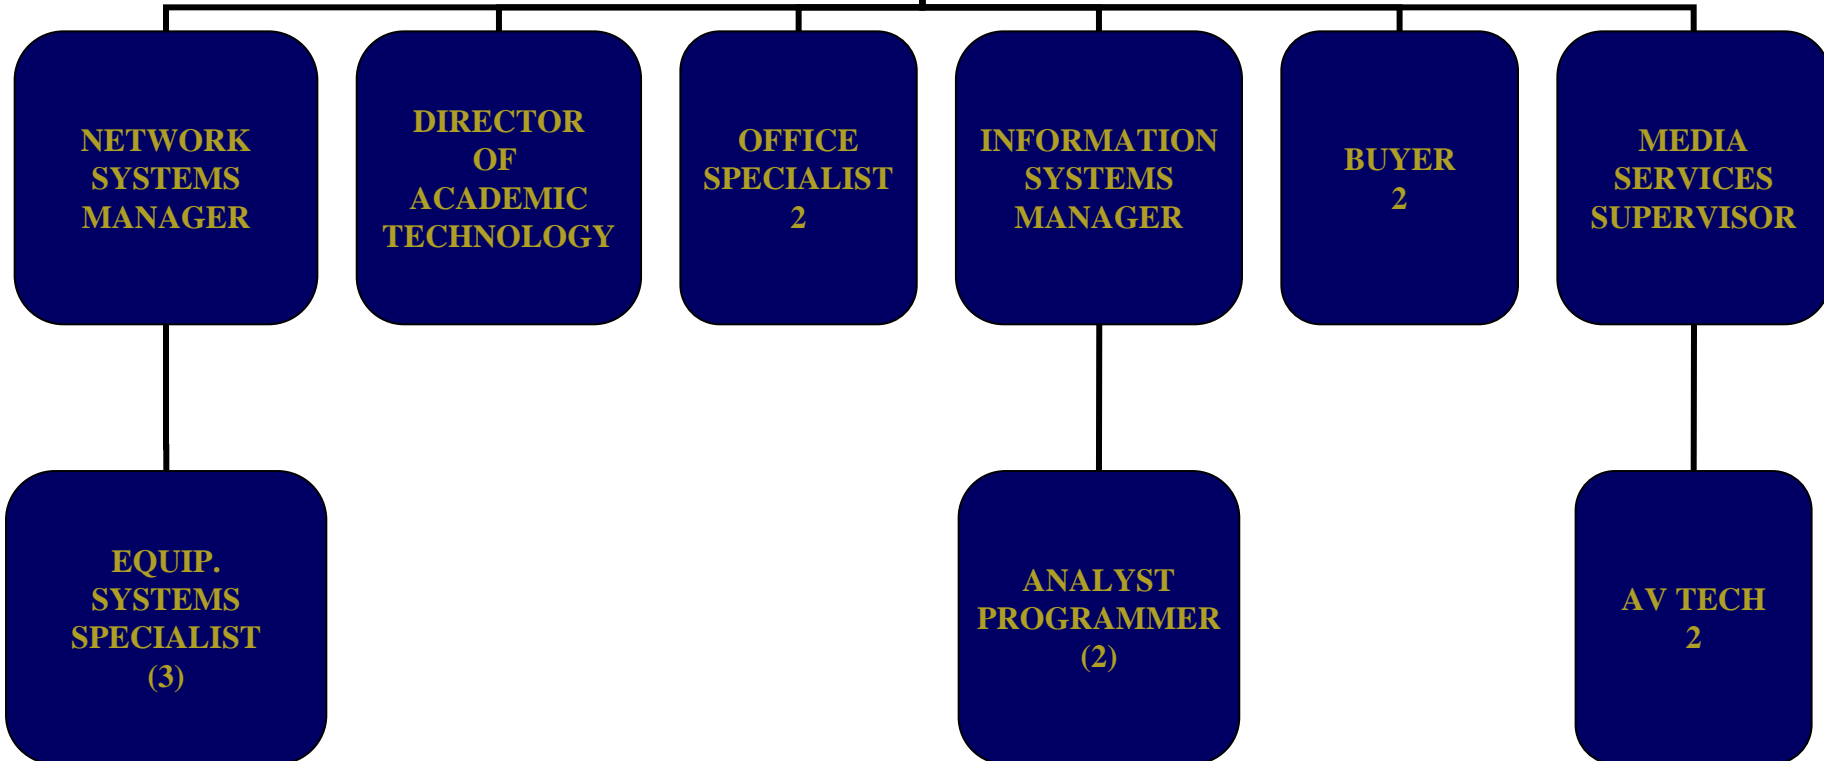 NETWORK
SYSTEMS
MANAGER
DIRECTOR
OF
ACADEMIC
TECHNOLOGY
OFFICE
SPECIALIST
2
INFORMATION
SYSTEMS
MANAGER
BUYER
2
MEDIA
SERVICES
SUPERVISOR
EQUIP.
SYSTEMS
SPECIALIST
(3)
ANALYST
PROGRAMMER
(2)
AV TECH
2